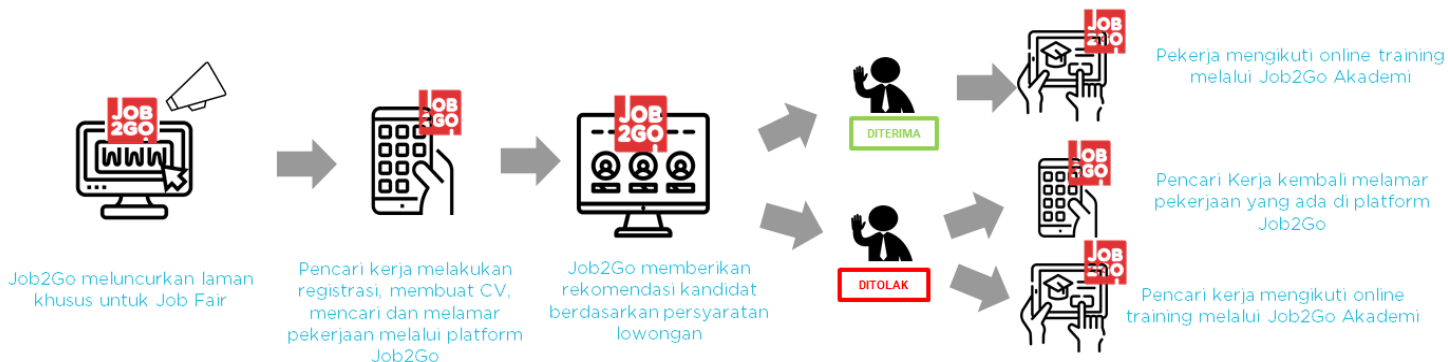 JOB
2GO
WWW
Job2Go meluncurkan laman
khusus untuk Job Fair
JOB
2GO
Pencari kerja melakukan
registrasi, membuat CV,
mencari dan melamar
pekerjaan melalui platform
Job2Go
JOB
2GO
Job2Go memberikan
rekomendasi kandidat
berdasarkan persyaratan
lowongan
DITERIMA
JOB
2GO
Pekerja mengikuti online training
melalui Job2Go Akademi
DITOLAK
JOB
2GO
Pencari Kerja kembali melamar
pekerjaan yang ada di platform
Job2Go
JOB
2GO
Pencari kerja mengikuti online
training melalui Job2Go Akademi